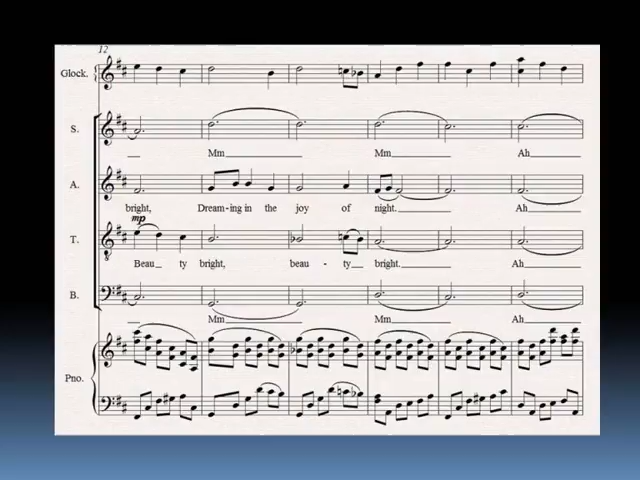 12
Glock.
S.
Mm Mm Ah
A.
bright, Dream-ing in the joy of night. Ah
mp
T.
Beau ty bright, beau - ty bright. Ah
B.
Mm Mm Ah
Pno.